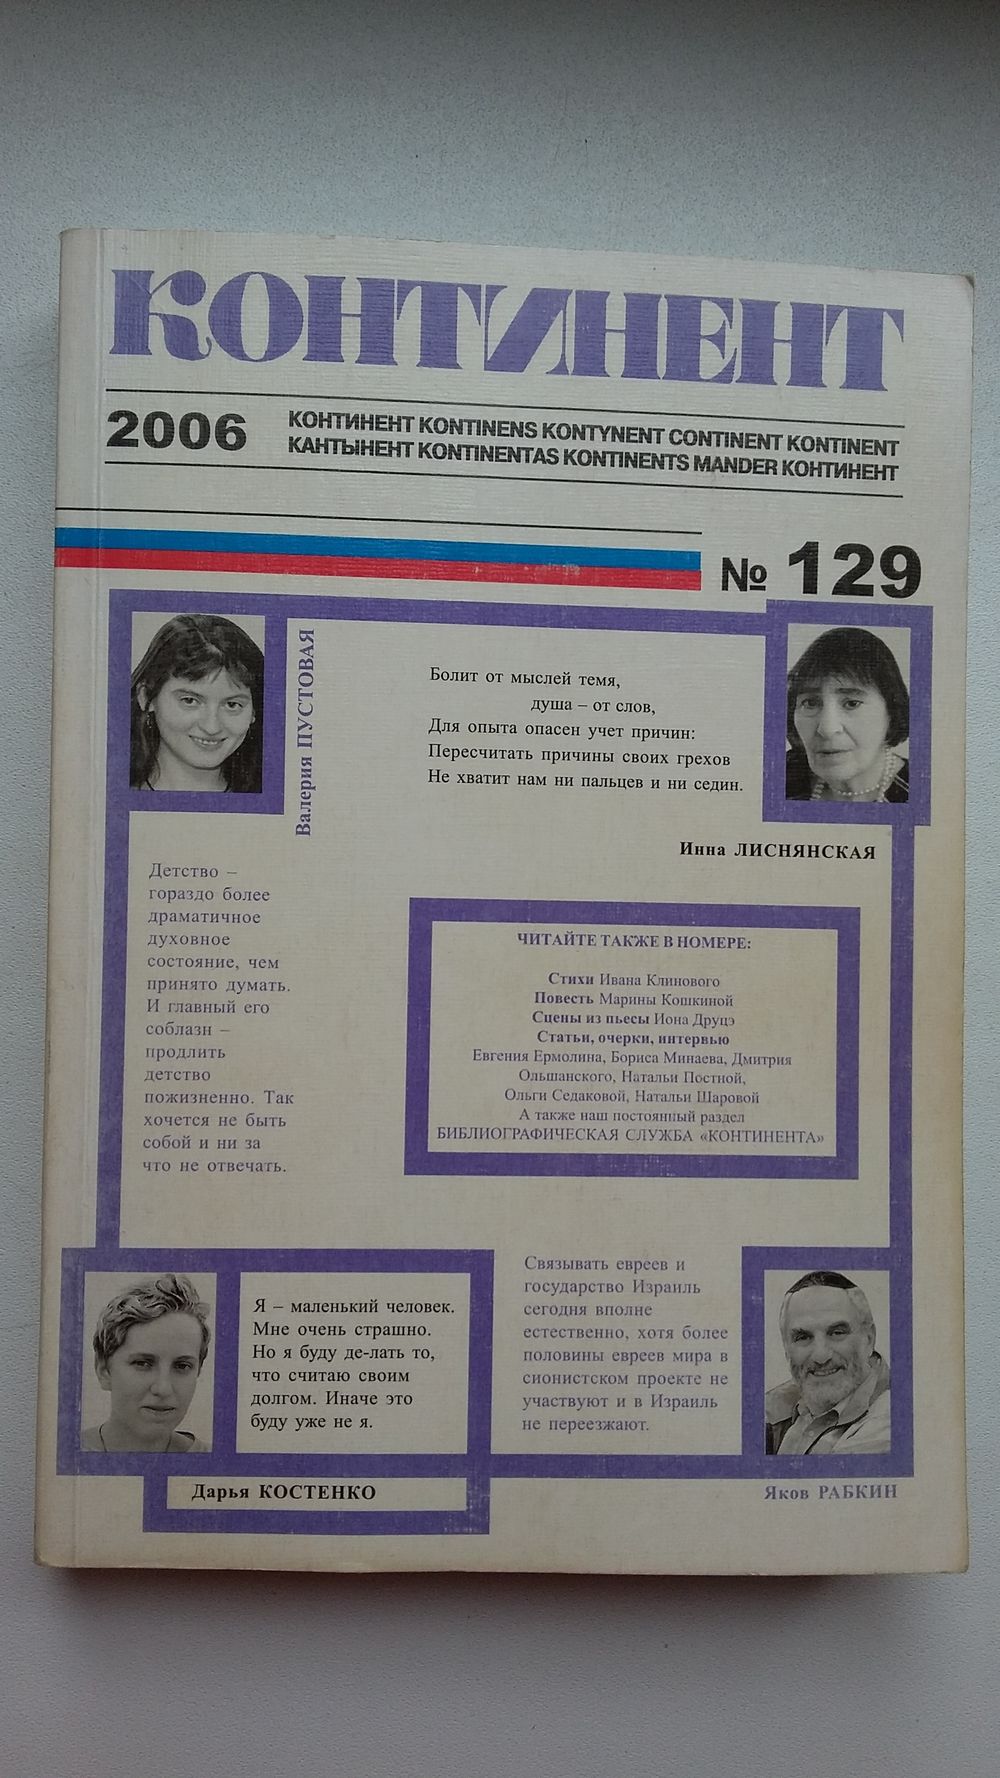 КОНТИНЕНТ
2006
КОНТИНЕНТ KONTINENS KONTYNENT CONTINENT KONTINENT
КАНТЫНЕНТ KONTINENTAS KONTINENTS MANDER КОНТИНЕНТ
№ 129
Валерия ПУСТОВАЯ
Болит от мыслей темя,
душа – от слов,
Для опыта опасен учет причин:
Пересчитать причины своих грехов
Не хватит нам ни пальцев и ни седин.
Инна ЛИСНЯНСКАЯ
Детство –
гораздо более
драматичное
духовное
состояние, чем
принято думать.
И главный его
соблазн –
продлить
детство
пожизненно. Так
хочется не быть
собой и ни за
что не отвечать.
ЧИТАЙТЕ ТАКЖЕ В НОМЕРЕ:
Стихи Ивана Клинового
Повесть Марины Кошкиной
Сцены из пьесы Иона Друцэ
Статьи, очерки, интервью
Евгения Ермолина, Бориса Минаева, Дмитрия
Ольшанского, Натальи Постной,
Ольги Седаковой, Натальи Шаровой
А также наш постоянный раздел
БИБЛИОГРАФИЧЕСКАЯ СЛУЖБА «КОНТИНЕНТА»
Я – маленький человек.
Мне очень страшно.
Но я буду де-лать то,
что считаю своим
долгом. Иначе это
буду уже не я.
Дарья КОСТЕНКО
Связывать евреев и
государство Израиль
сегодня вполне
естественно, хотя более
половины евреев мира в
сионистском проекте не
участвуют и в Израиль
не переезжают.
Яков РАБКИН